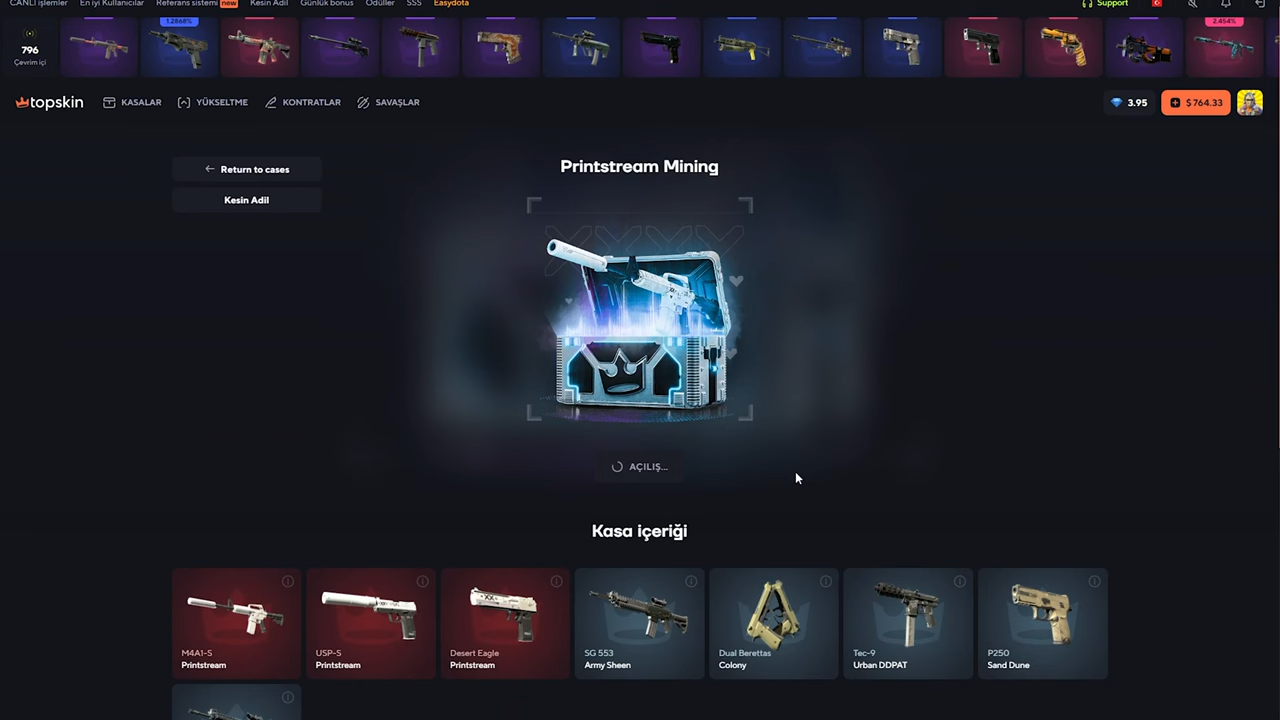 CANLI işlemler En iyi Kullanıcılar Referans sistemi new Kesin Adil Günlük bonus Ödüller SSS Easydota Support
1.2868% 2.454%
796
Çevrim içi
topskin KASALAR YÜKSELTME KONTRATLAR SAVAŞLAR 3.95 $ 764.33
← Return to cases
Kesin Adil
Printstream Mining
AÇILIŞ...
Kasa içeriği
M4A1-S
Printstream
USP-S
Printstream
Desert Eagle
Printstream
SG 553
Army Sheen
Dual Berettas
Colony
Tec-9
Urban DDPAT
P250
Sand Dune